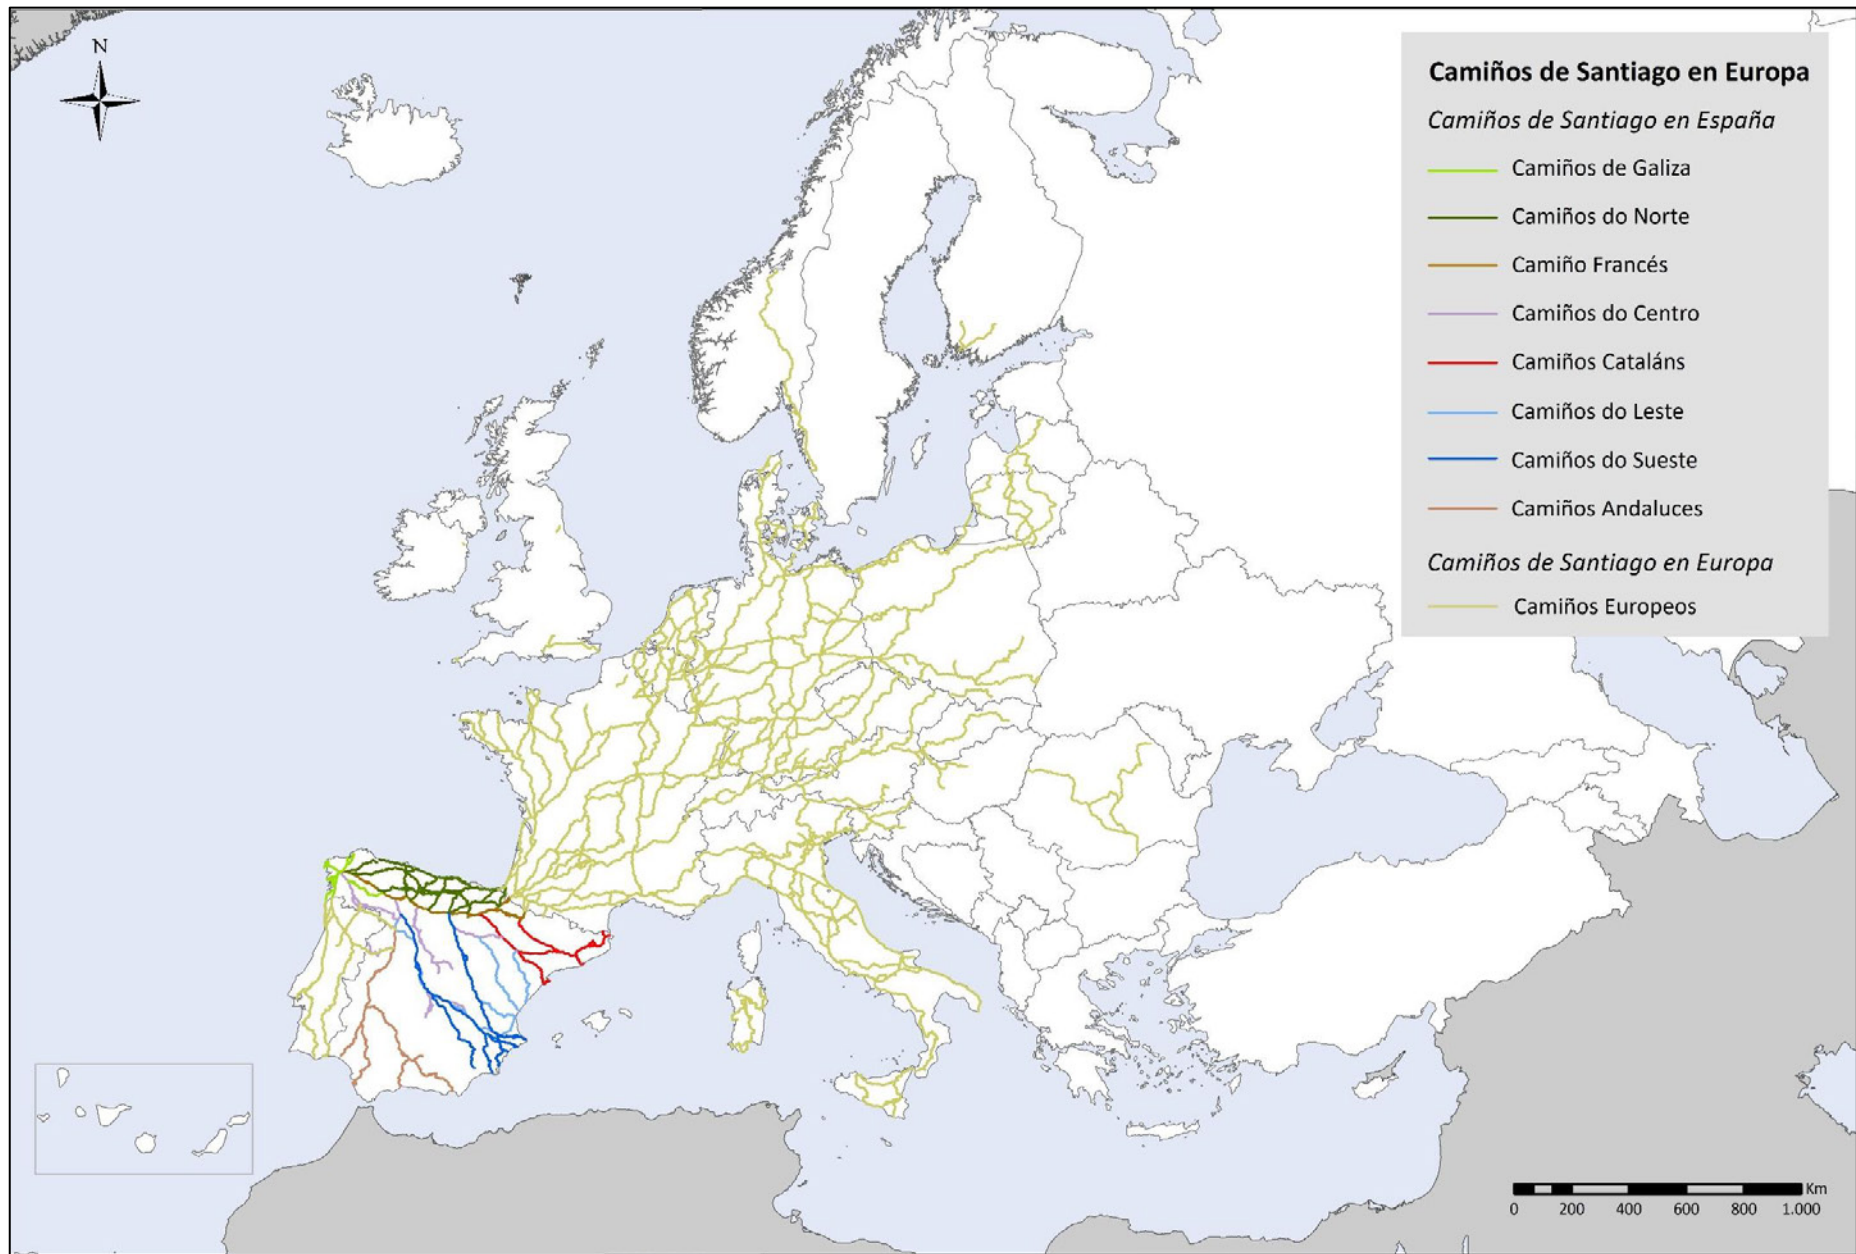 N
Camiños de Santiago en Europa
Camiños de Santiago en España
Camiños de Galiza
Camiños do Norte
Camiño Francés
Camiños do Centro
Camiños Cataláns
Camiños do Leste
Camiños do Sueste
Camiños Andaluces
Camiños de Santiago en Europa
Camiños Europeos
Km
0 200 400 600 800 1.000